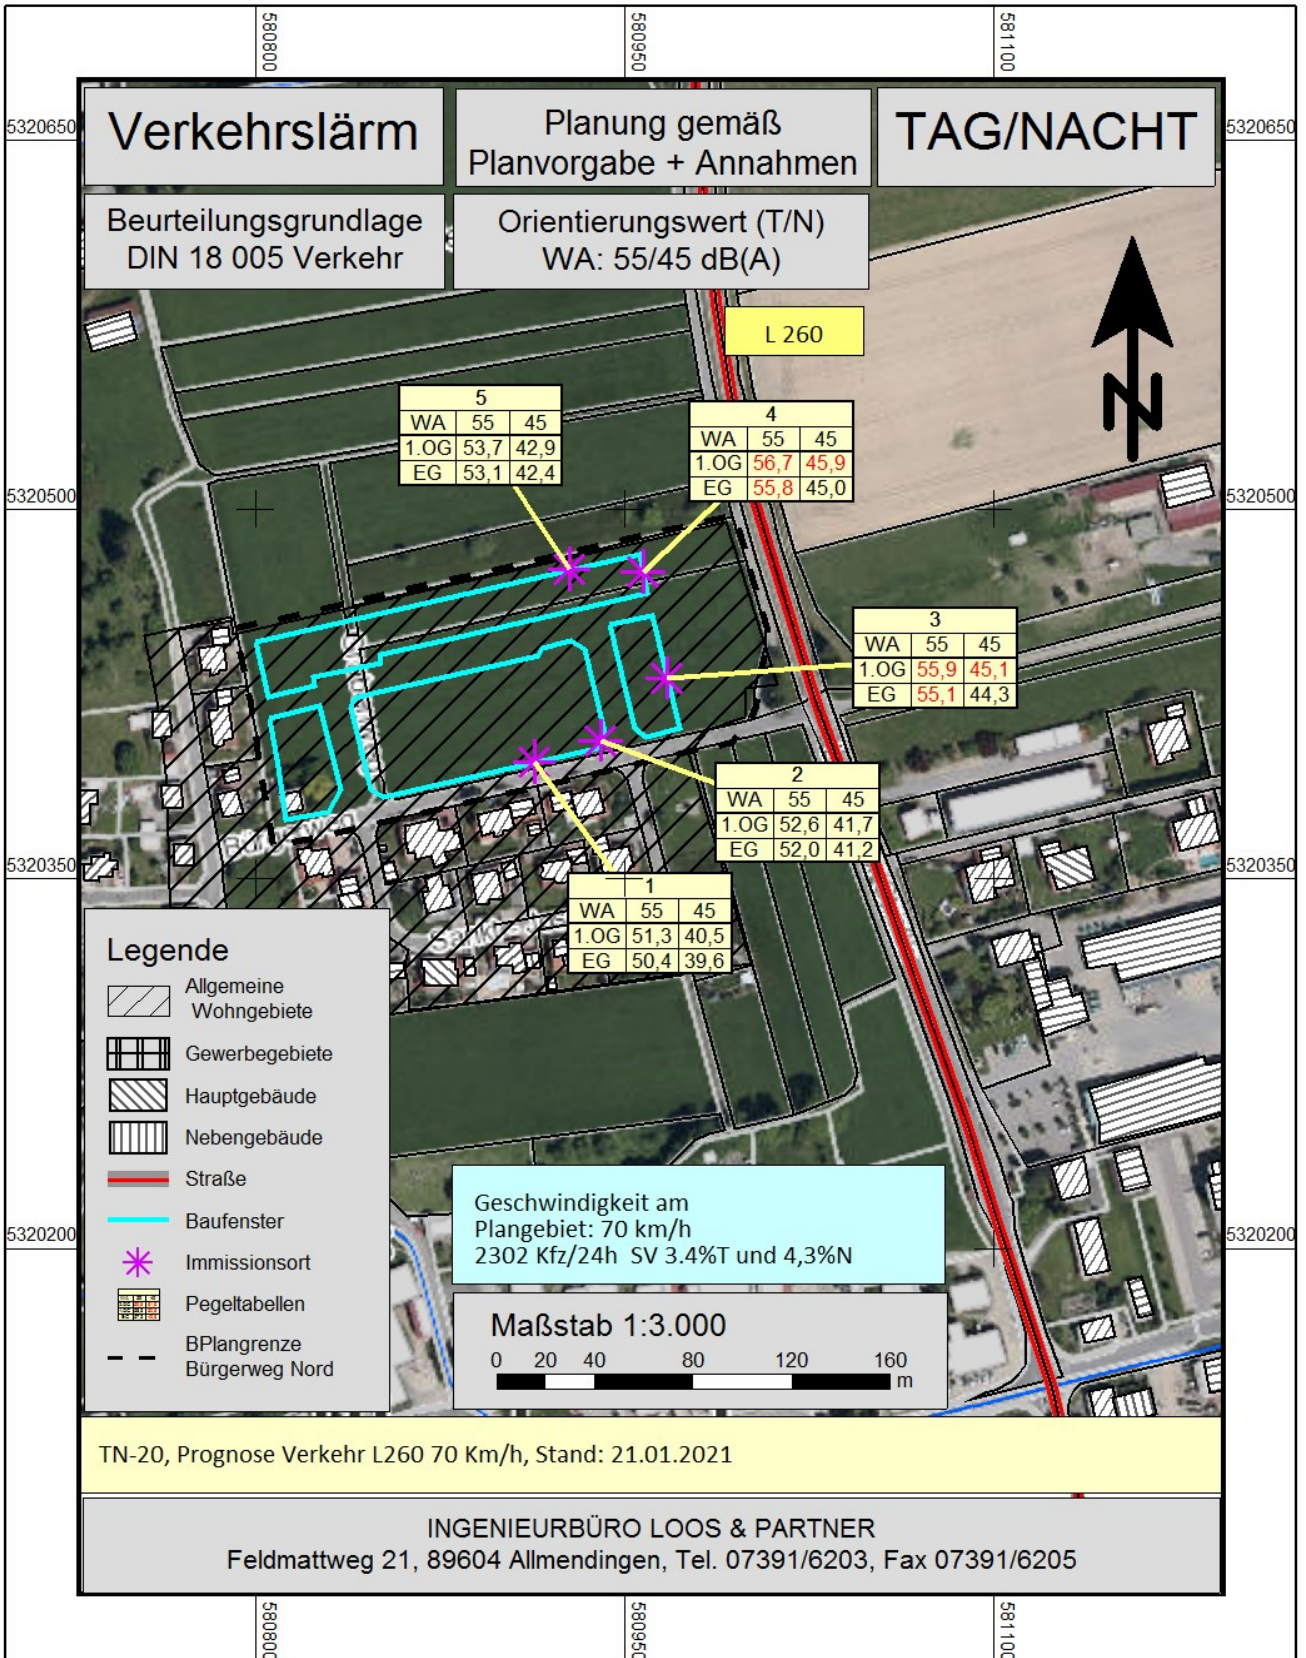 580800
580950
581100
5320650
5320650
Verkehrslärm
Planung gemäß
Planvorgabe + Annahmen
TAG/NACHT
Beurteilungsgrundlage
DIN 18 005 Verkehr
Orientierungswert (T/N)
WA: 55/45 dB(A)
L 260
N
5
WA 55 45
1.OG 53,7 42,9
EG 53,1 42,4
4
WA 55 45
1.OG 56,7 45,9
EG 55,8 45,0
5320500
5320500
3
WA 55 45
1.OG 55,9 45,1
EG 55,1 44,3
2
WA 55 45
1.OG 52,6 41,7
EG 52,0 41,2
5320350
5320350
1
WA 55 45
1.OG 51,3 40,5
EG 50,4 39,6
Legende
Allgemeine
Wohngebiete
Gewerbegebiete
Hauptgebäude
Nebengebäude
Straße
Baufenster
Immissionsort
Pegeltabellen
BPlangrenze
Bürgerweg Nord
5320200
5320200
Geschwindigkeit am
Plangebiet: 70 km/h
2302 Kfz/24h SV 3.4%T und 4,3%N
Maßstab 1:3.000
0 20 40 80 120 160
m
TN-20, Prognose Verkehr L260 70 Km/h, Stand: 21.01.2021
INGENIEURBÜRO LOOS & PARTNER
Feldmattweg 21, 89604 Allmendingen, Tel. 07391/6203, Fax 07391/6205
580800
580950
581100